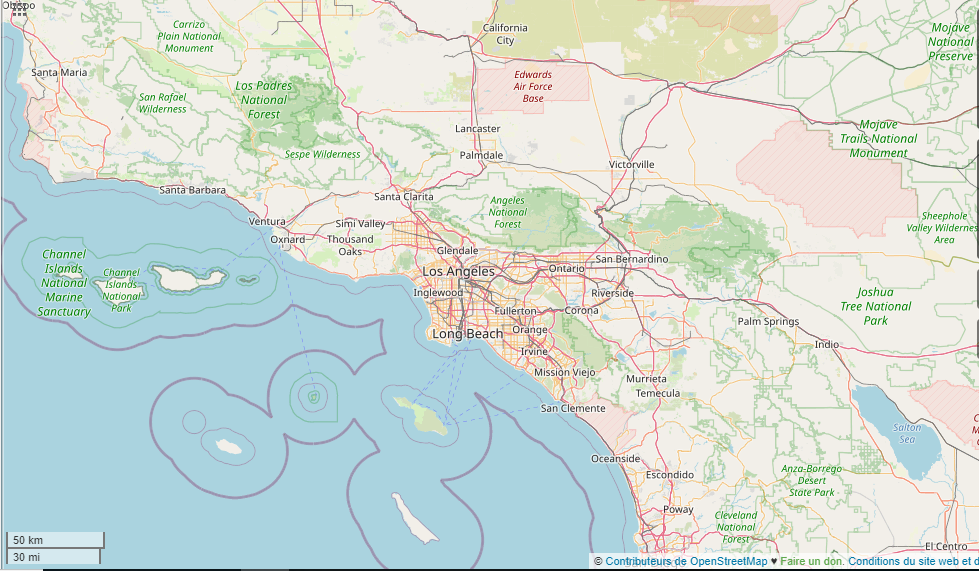 Obispo
Carrizo
Plain National
Monument
California
City
Mojave
National
Preserve
Santa Maria
Edwards
Air Force
Base
Los Padres
National
Forest
San Rafael
Wilderness
Lancaster
Mojave
Trails National
Monument
Sespe Wilderness
Palmdale
Victorville
Santa Barbara
Santa Clarita
Angeles
National
Forest
Ventura
Simi Valley
Sheephole
Valley Wilderness
Area
Oxnard
Thousand
Oaks
Glendale
Channel
Islands
National
Marine
Sanctuary
Channel
Islands
National
Park
Los Angeles
Ontario
San Bernardino
Inglewood
Riverside
Joshua
Tree National
Park
Fullerton
Corona
Palm Springs
Long Beach
Orange
Irvine
Indio
Mission Viejo
Murrieta
Temecula
San Clemente
Salton
Sea
Oceanside
Escondido
Anza-Borrego
Desert
State Park
Poway
Cleveland
National
Forest
El Centro
50 km
30 mi
© Contributeurs de OpenStreetMap ♥ Faire un don. Conditions du site web et d